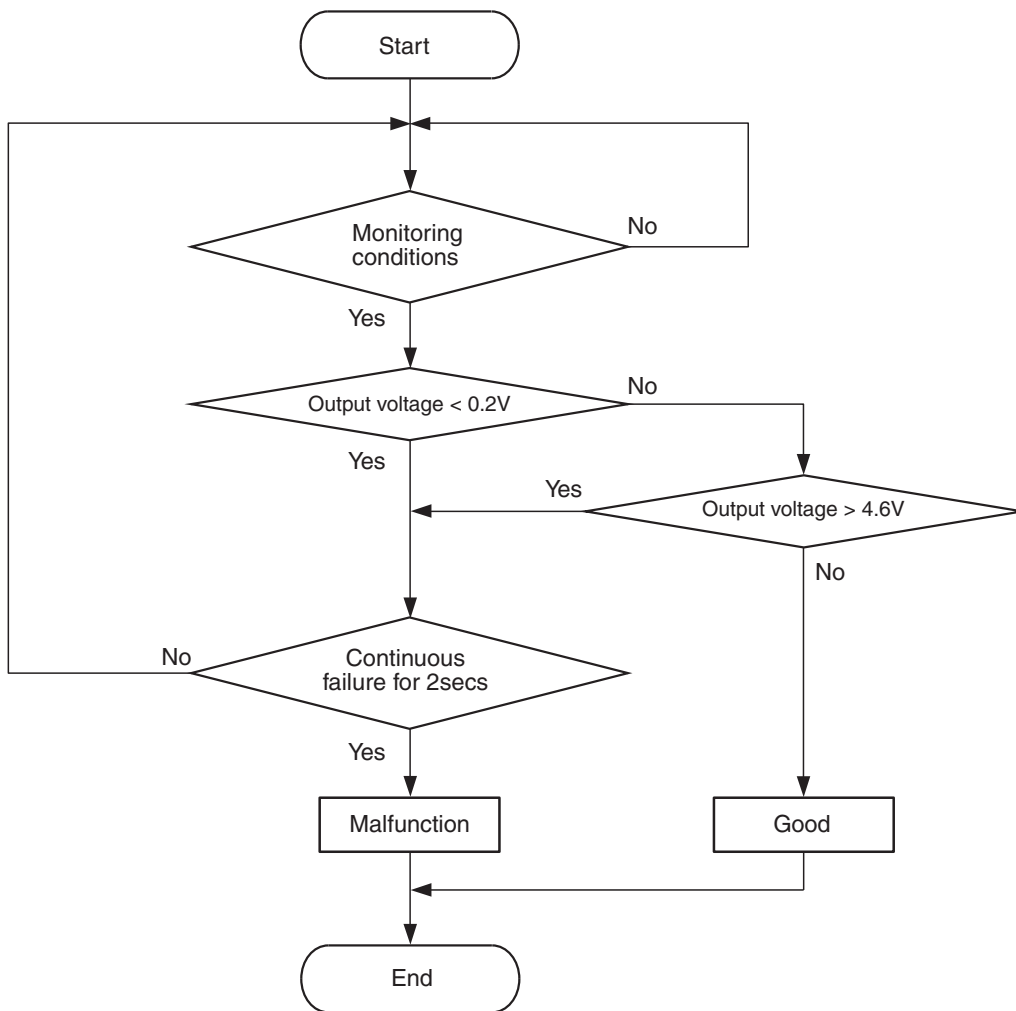 Start
Monitoring
conditions
No
Yes
Output voltage < 0.2V
No
Yes
Output voltage > 4.6V
Yes
No
Continuous
failure for 2secs
No
Yes
Malfunction
Good
End